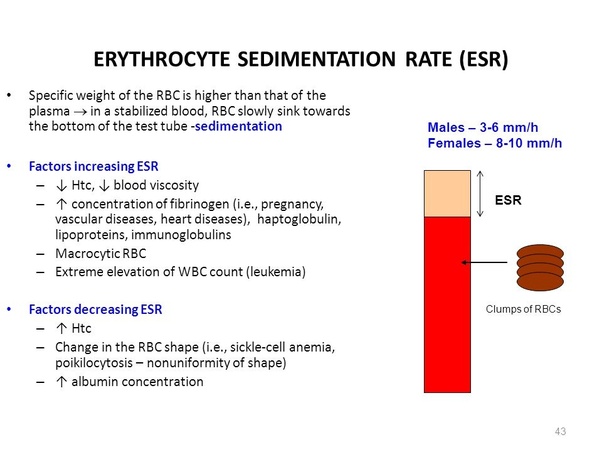 ERYTHROCYTE SEDIMENTATION RATE (ESR)
• Specific weight of the RBC is higher than that of the
plasma → in a stabilized blood, RBC slowly sink towards
the bottom of the test tube -sedimentation
• Factors increasing ESR
– ↓ Htc, ↓ blood viscosity
– ↑ concentration of fibrinogen (i.e., pregnancy,
vascular diseases, heart diseases), haptoglobulin,
lipoproteins, immunoglobulins
– Macrocytic RBC
– Extreme elevation of WBC count (leukemia)
• Factors decreasing ESR
– ↑ Htc
– Change in the RBC shape (i.e., sickle-cell anemia,
poikilocytosis – nonuniformity of shape)
– ↑ albumin concentration
Males – 3-6 mm/h
Females – 8-10 mm/h
ESR
Clumps of RBCs
43